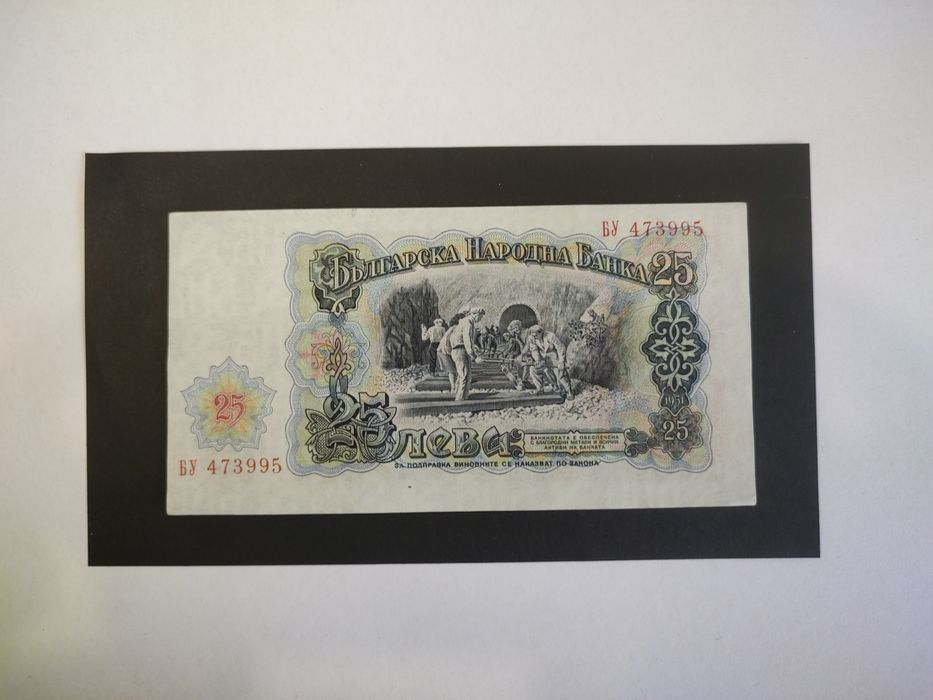 БУ 473995
БЪЛГАРСКА НАРОДНА БАНКА
25
25
1951
25
25 ЛЕВА
БАНКНОТАТА Е ОБЕЗПЕЧЕНА
С БЛАГОРОДНИ МЕТАЛИ И ВСИЧКИ
АКТИВИ НА БАНКАТА
БУ 473995
ЗА ПОДПРАВКА ВИНОВНИТЕ СЕ НАКАЗВАТ ПО ЗАКОНА